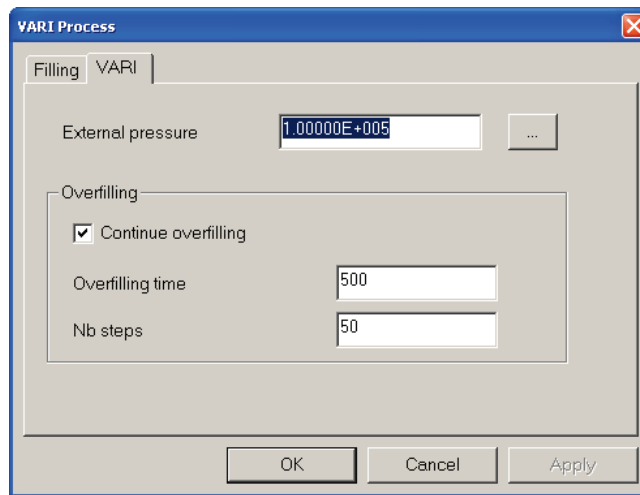 VARI Process
Filling VARI
External pressure 1.00000E+005 ...
Overfilling
Continue overfilling
Overfilling time 500
Nb steps 50
OK Cancel Apply